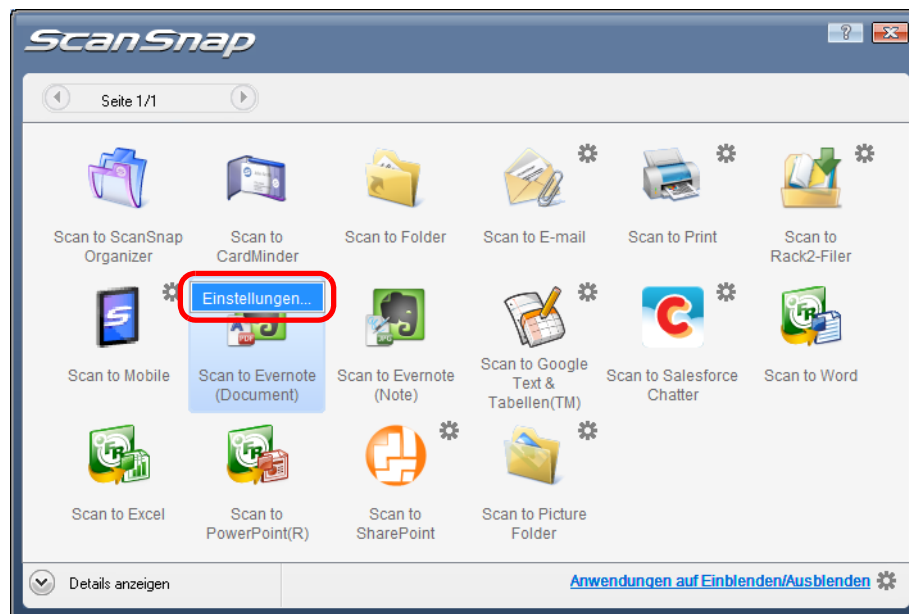 ScanSnap
Seite 1/1
Scan to ScanSnap
Organizer
Scan to
CardMinder
Scan to Folder
Scan to E-mail
Scan to Print
Scan to
Rack2-Filer
Einstellungen...
Scan to Mobile
Scan to Evernote
(Document)
Scan to Evernote
(Note)
Scan to Google
Text &
Tabellen(TM)
Scan to Salesforce
Chatter
Scan to Word
Scan to Excel
Scan to
PowerPoint(R)
Scan to
SharePoint
Scan to Picture
Folder
Details anzeigen
Anwendungen auf Einblenden/Ausblenden